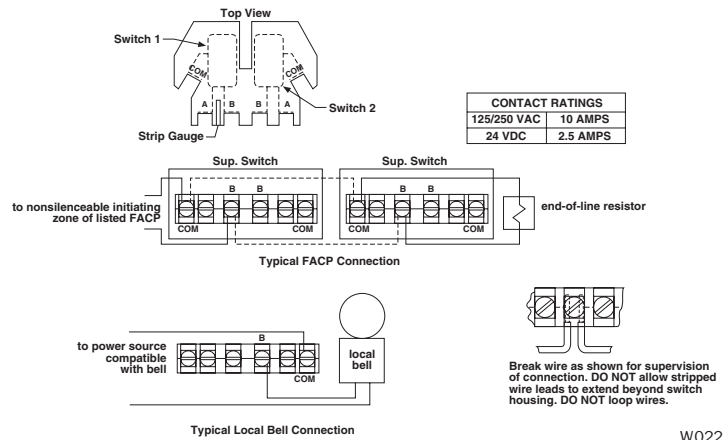 Top View
Switch 1
COM
COM
A B B A
Switch 2
Strip Gauge
CONTACT RATINGS
125/250 VAC 10 AMPS
24 VDC 2.5 AMPS
Sup. Switch
Sup. Switch
B B
B B
to nonsilenceable initiating
zone of listed FACP
COM COM
COM COM
end-of-line resistor
Typical FACP Connection
to power source
compatible
with bell
B
COM
local
bell
Typical Local Bell Connection
Break wire as shown for supervision
of connection. DO NOT allow stripped
wire leads to extend beyond switch
housing. DO NOT loop wires.
W022